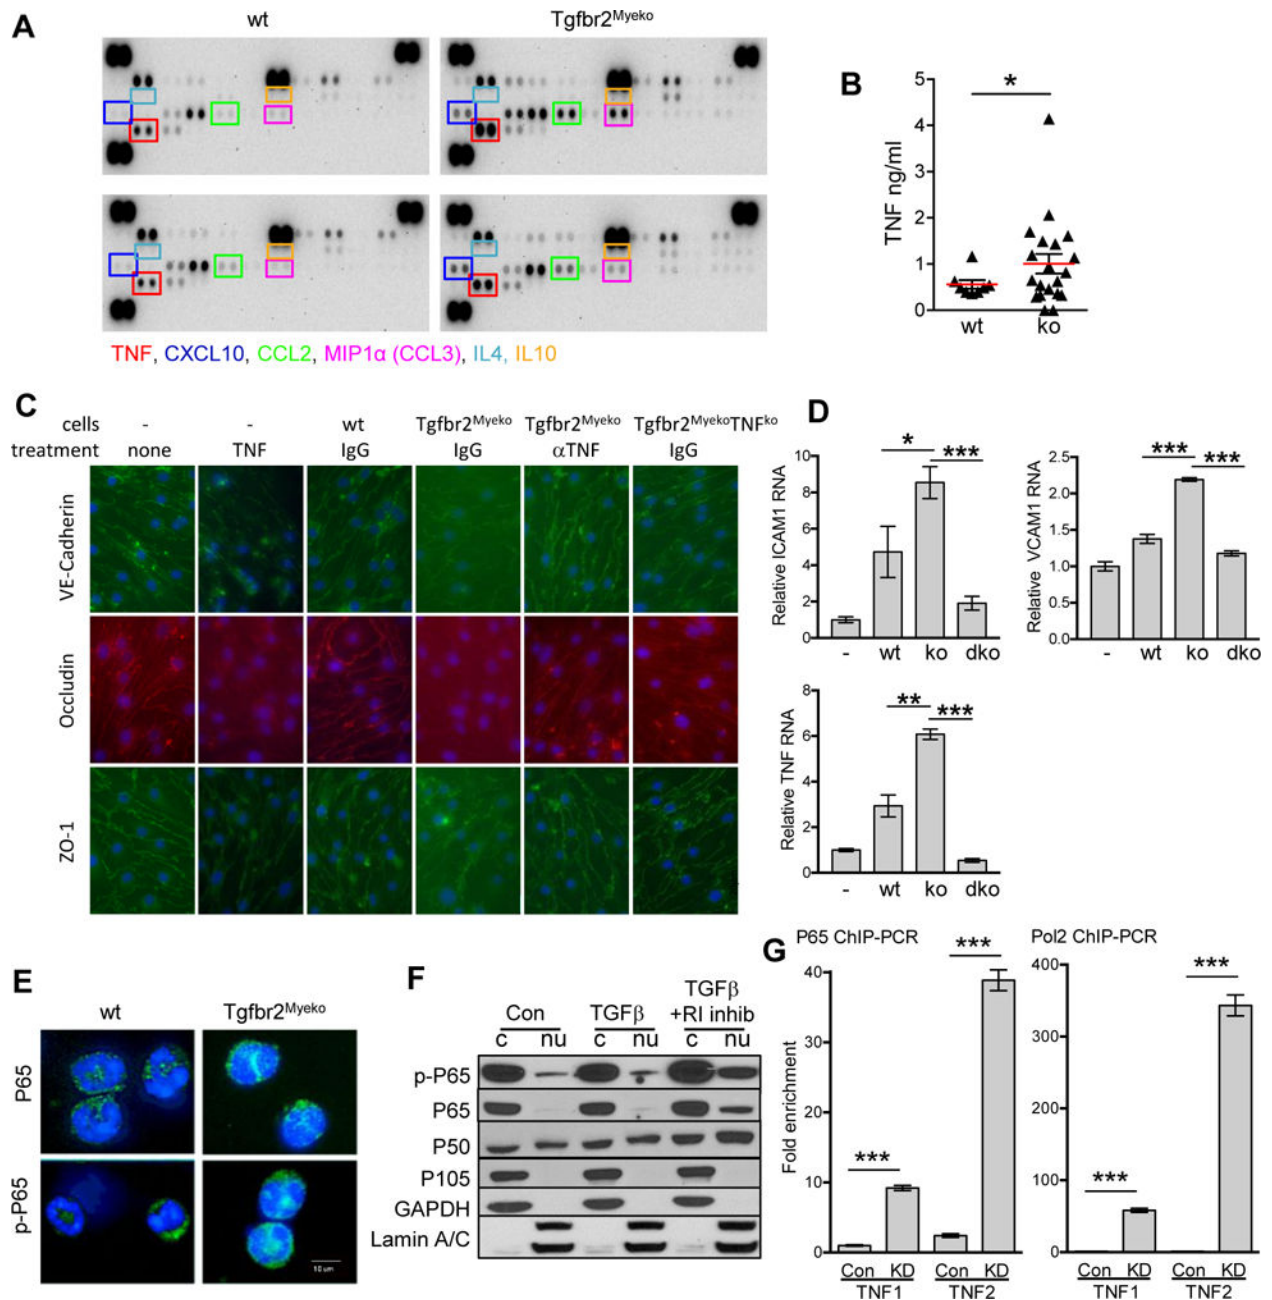 A
wt Tgfbr2Myeko
TNF, CXCL10, CCL2, MIP1α (CCL3), IL4, IL10
B
*
TNF ng/ml
5
4
3
2
1
0
wt ko
C
cells - - wt Tgfbr2Myeko Tgfbr2Myeko Tgfbr2MyekoTNFko
treatment none TNF IgG IgG αTNF IgG
VE-Cadherin
Occludin
ZO-1
D
* ***
Relative ICAM1 RNA
10
8
6
4
2
0
- wt ko dko
*** ***
Relative VCAM1 RNA
2.5
2.0
1.5
1.0
0.5
0.0
- wt ko dko
** ***
Relative TNF RNA
8
6
4
2
0
- wt ko dko
E
wt Tgfbr2Myeko
P65
p-P65
10 μm
F
Con TGFβ TGFβ +RI inhib
c nu c nu c nu
p-P65
P65
P50
P105
GAPDH
Lamin A/C
G
P65 ChIP-PCR
*** ***
Fold enrichment
40
30
20
10
0
Con KD Con KD
TNF1 TNF2
Pol2 ChIP-PCR
*** ***
400
300
200
100
0
Con KD Con KD
TNF1 TNF2